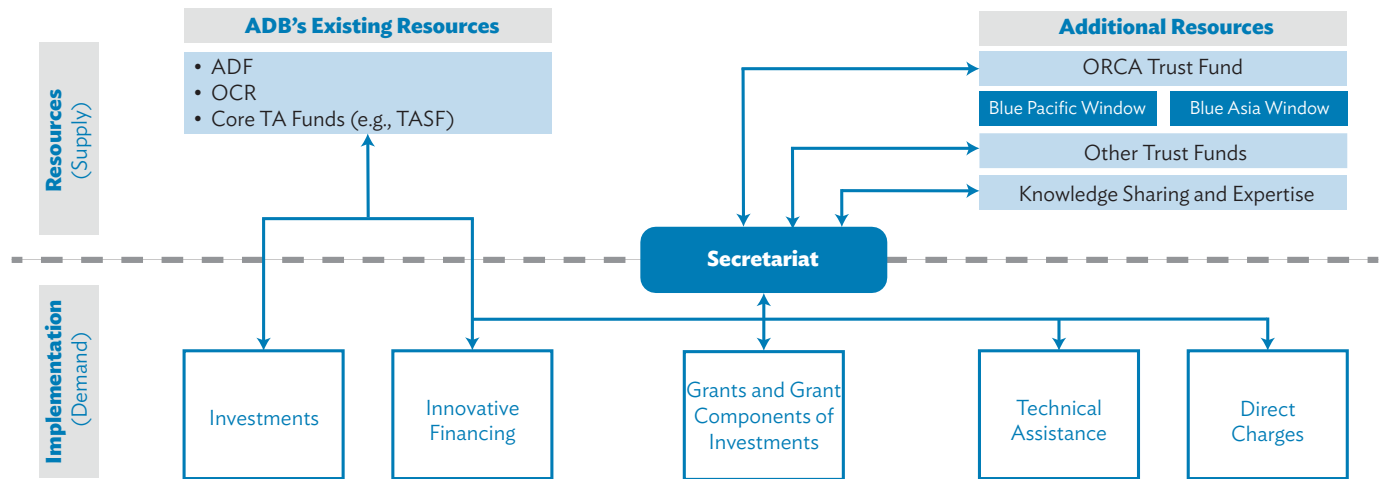 ADB's Existing Resources
• ADF
• OCR
• Core TA Funds (e.g., TASF)
Additional Resources
ORCA Trust Fund
Blue Pacific Window
Blue Asia Window
Other Trust Funds
Knowledge Sharing and Expertise
Resources
(Supply)
Secretariat
Implementation
(Demand)
Investments
Innovative
Financing
Grants and Grant
Components of
Investments
Technical
Assistance
Direct
Charges